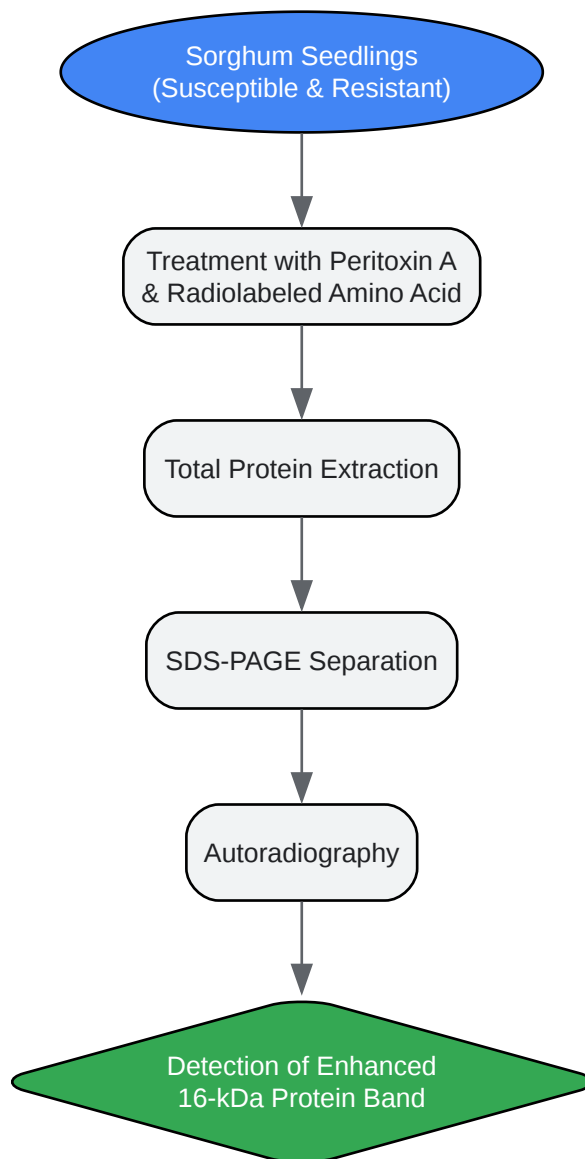 Sorghum Seedlings
(Susceptible & Resistant)
Treatment with Peritoxin A
& Radiolabeled Amino Acid
Total Protein Extraction
SDS-PAGE Separation
Autoradiography
Detection of Enhanced
16-kDa Protein Band